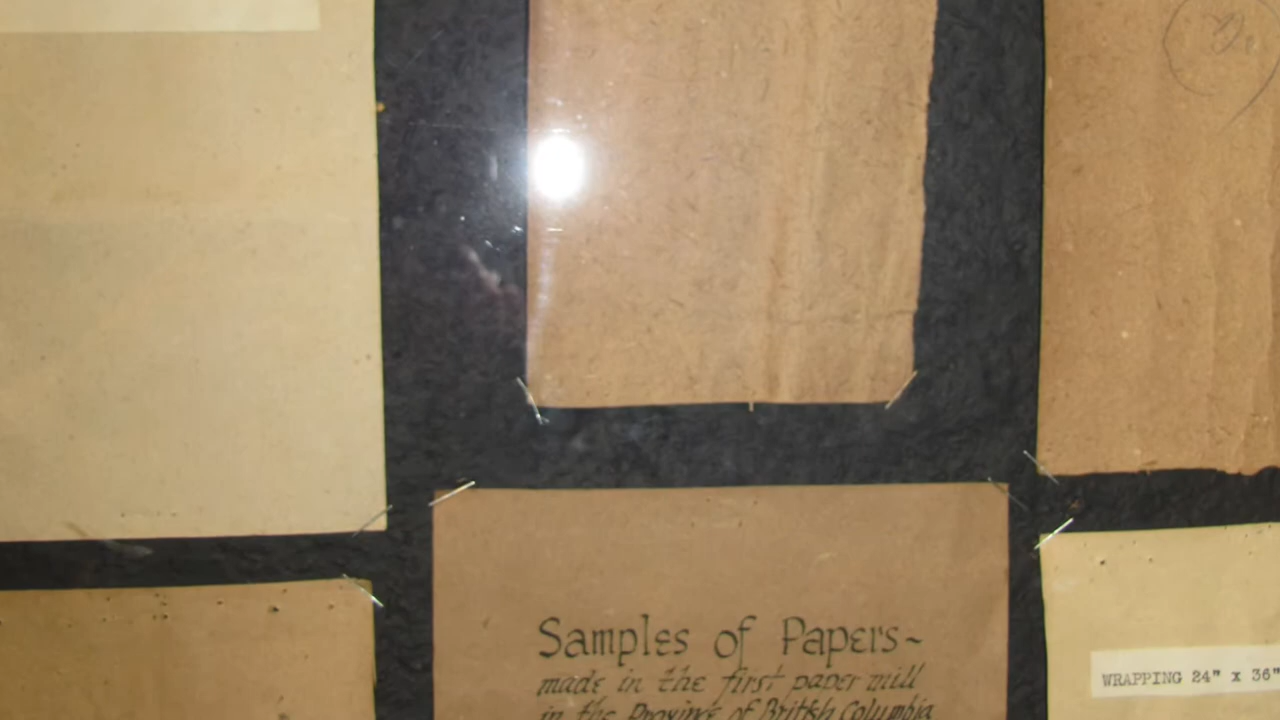 Samples of Papers~
made in the first paper mill
in the Province of British Columbia
WRAPPING 24" x 36"